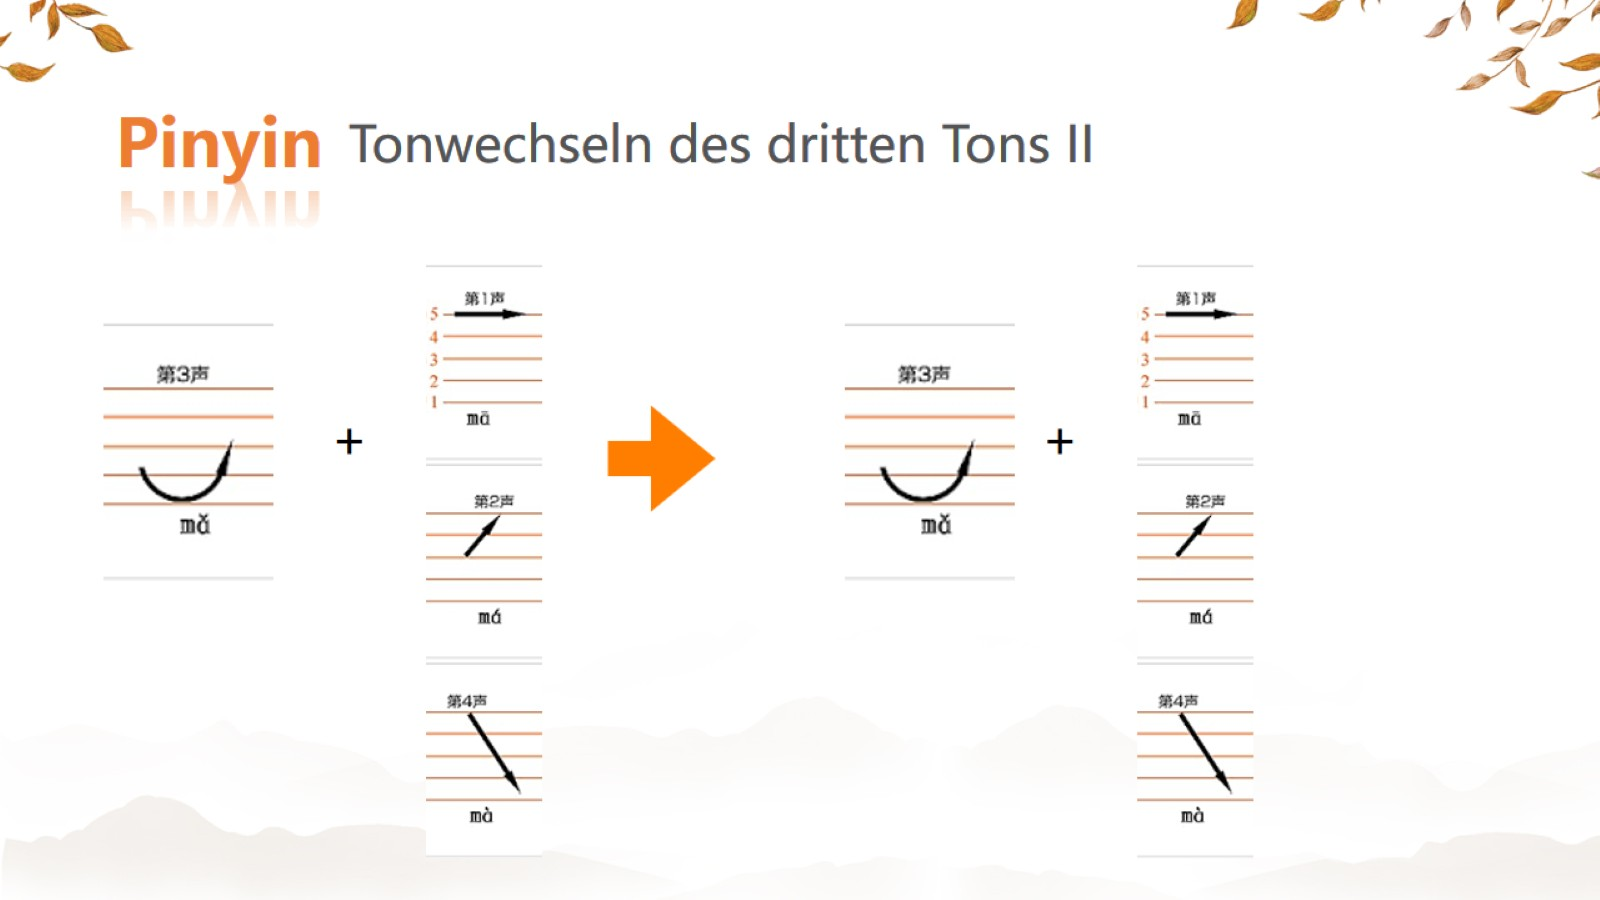 Pinyin Tonwechseln des dritten Tons II
第3声
mǎ
+
第1声
5
4
3
2
1
mā
第2声
má
第4声
mà
第3声
mǎ
+
第1声
5
4
3
2
1
mā
第2声
má
第4声
mà